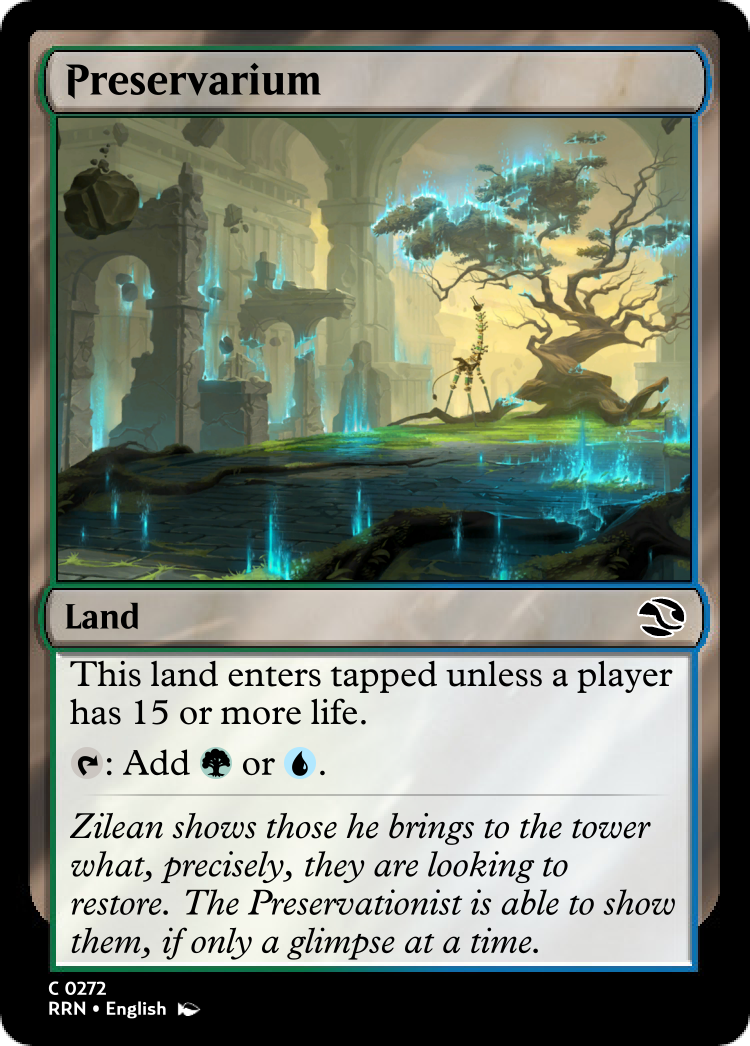 Preservarium
Land
This land enters tapped unless a player
has 15 or more life.
: Add or .
Zilean shows those he brings to the tower
what, precisely, they are looking to
restore. The Preservationist is able to show
them, if only a glimpse at a time.
C 0272
RRN • English